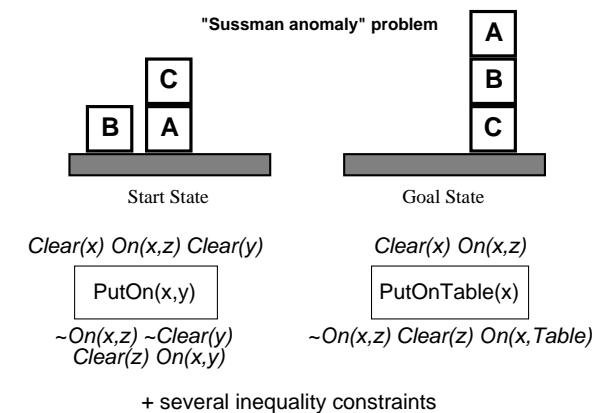 "Sussman anomaly" problem
A
C
B
B
A
C
Start State
Goal State
Clear(x) On(x,z) Clear(y)
Clear(x) On(x,z)
PutOn(x,y)
PutOnTable(x)
~On(x,z) ~Clear(y)
Clear(z) On(x,y)
~On(x,z) Clear(z) On(x,Table)
+ several inequality constraints